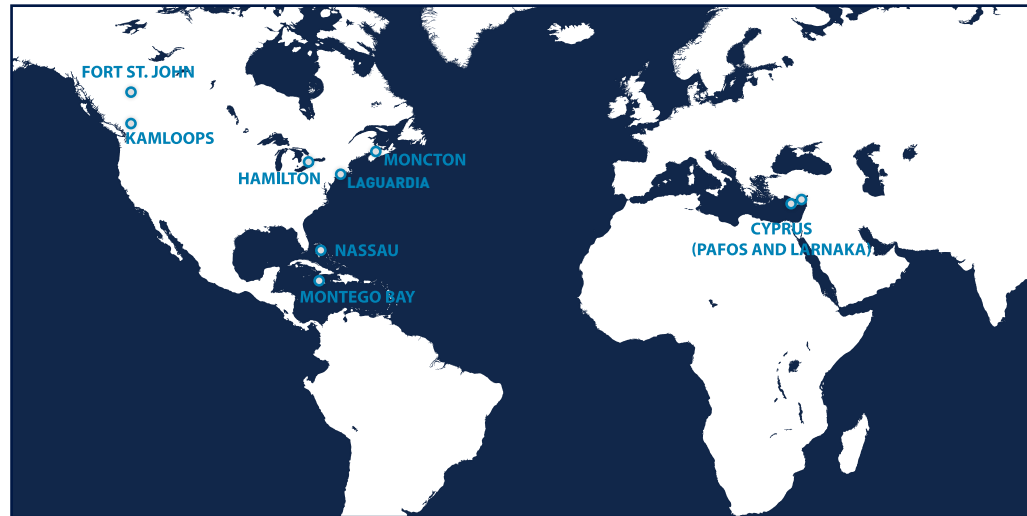 FORT ST. JOHN
KAMLOOPS
MONCTON
HAMILTON
LAGUARDIA
NASSAU
MONTEGO BAY
CYPRUS
(PAFOS AND LARNAKA)